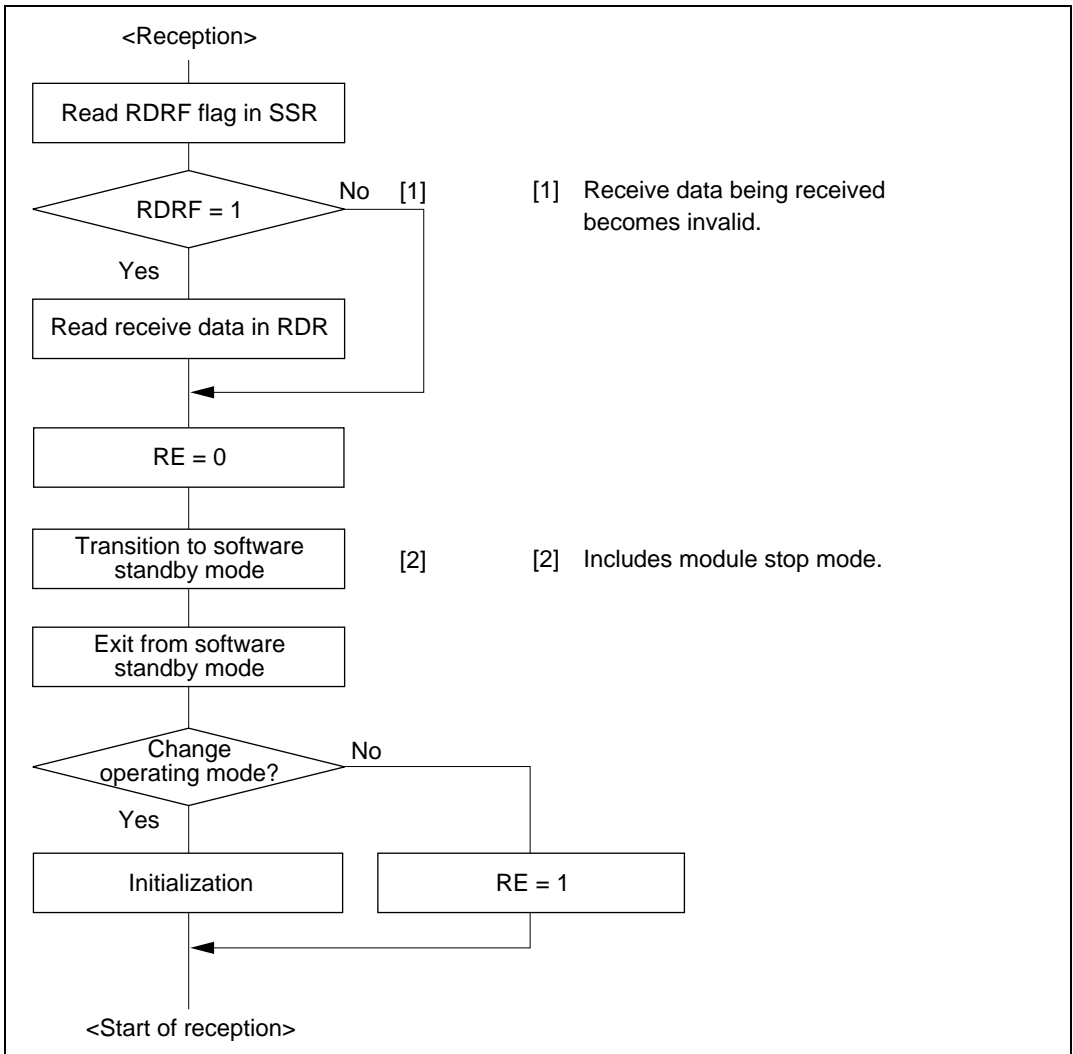 <Reception>
Read RDRF flag in SSR
No [1]
[1] Receive data being received
becomes invalid.
RDRF = 1
Yes
Read receive data in RDR
RE = 0
Transition to software
standby mode
[2]
[2] Includes module stop mode.
Exit from software
standby mode
Change
operating mode?
No
Yes
Initialization
RE = 1
<Start of reception>